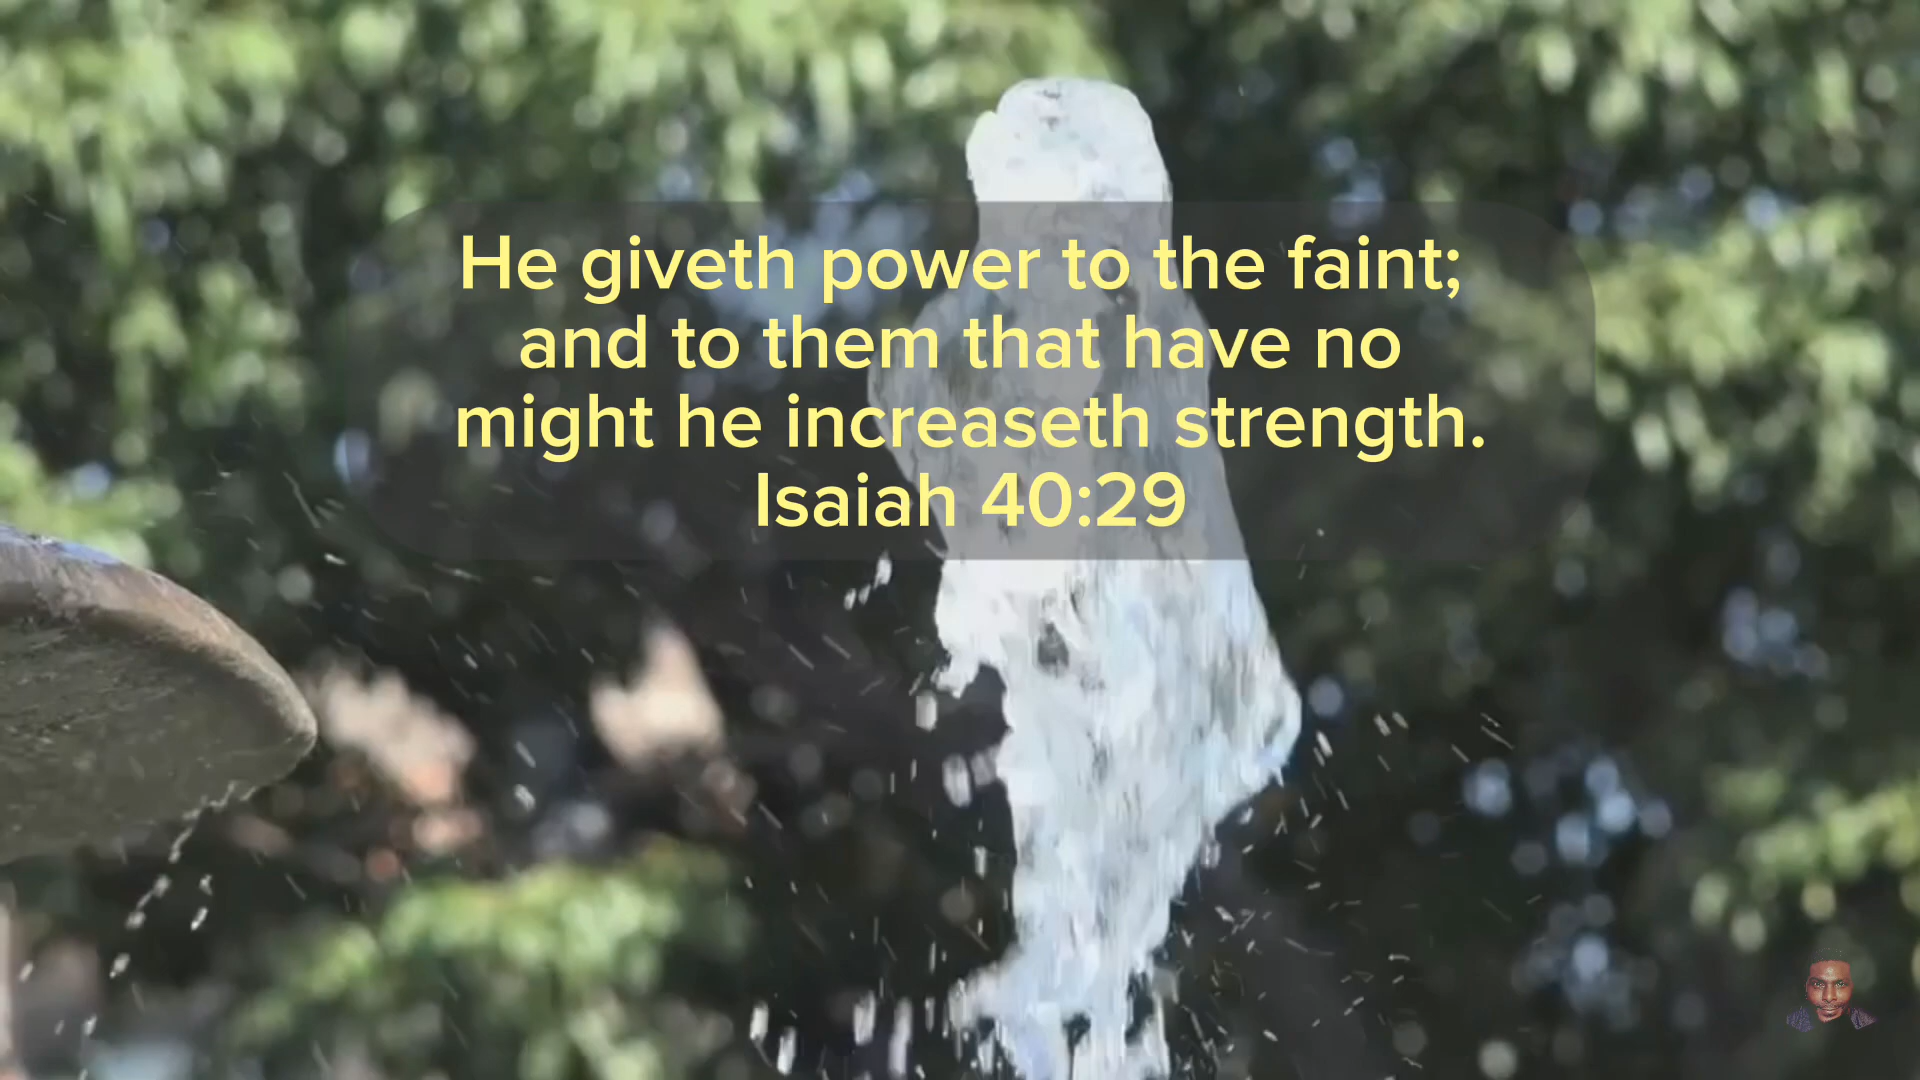 He giveth power to the faint;
and to them that have no
might he increaseth strength.
Isaiah 40:29